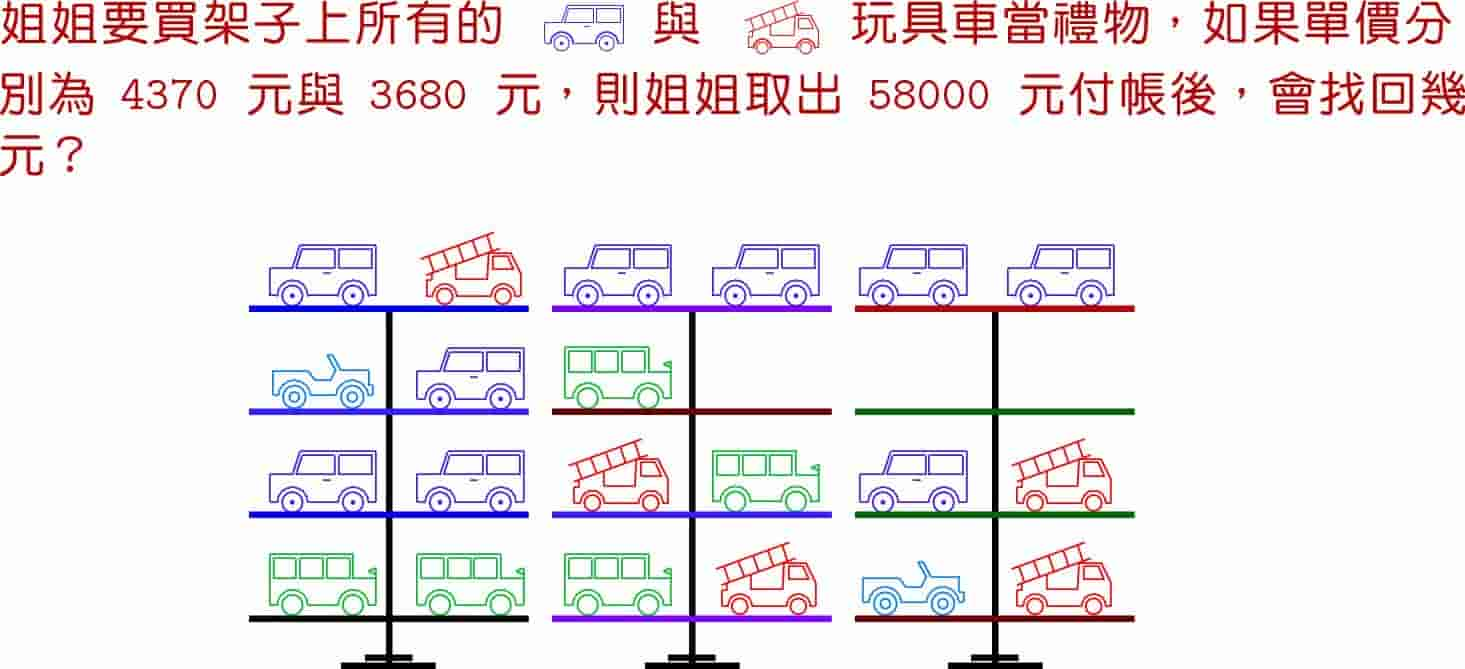 姐姐要買架子上所有的 與 玩具車當禮物，如果單價分
別為 4370 元與 3680 元，則姐姐取出 58000 元付帳後，會找回幾
元？